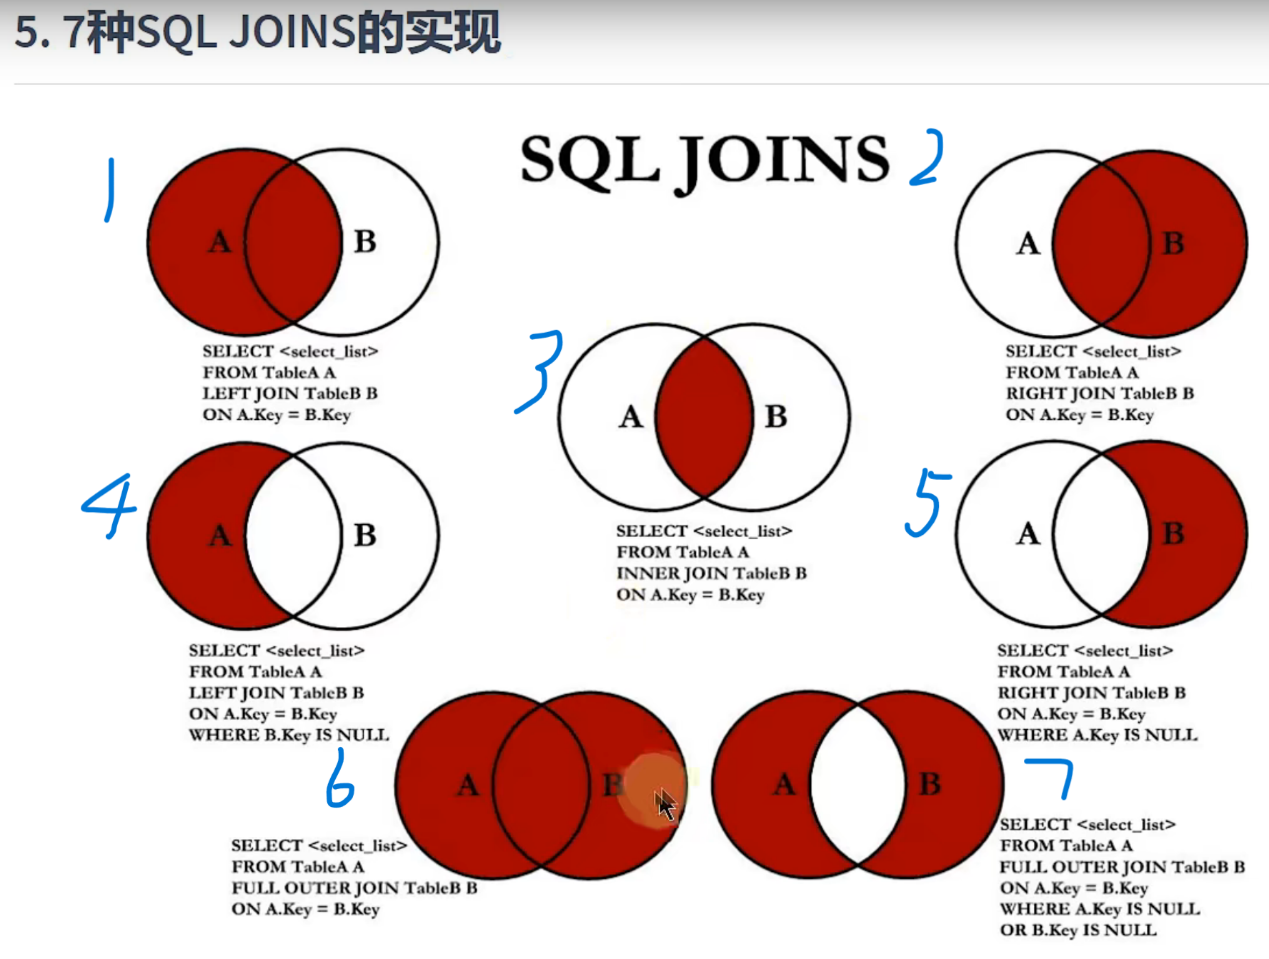 5. 7种SQL JOINS的实现
SQL JOINS
1
A
B
SELECT <select_list>
FROM TableA A
LEFT JOIN TableB B
ON A.Key = B.Key
2
A
B
SELECT <select_list>
FROM TableA A
RIGHT JOIN TableB B
ON A.Key = B.Key
3
A
B
SELECT <select_list>
FROM TableA A
INNER JOIN TableB B
ON A.Key = B.Key
4
A
B
SELECT <select_list>
FROM TableA A
LEFT JOIN TableB B
ON A.Key = B.Key
WHERE B.Key IS NULL
5
A
B
SELECT <select_list>
FROM TableA A
RIGHT JOIN TableB B
ON A.Key = B.Key
WHERE A.Key IS NULL
6
A
B
SELECT <select_list>
FROM TableA A
FULL OUTER JOIN TableB B
ON A.Key = B.Key
7
A
B
SELECT <select_list>
FROM TableA A
FULL OUTER JOIN TableB B
ON A.Key = B.Key
WHERE A.Key IS NULL
OR B.Key IS NULL